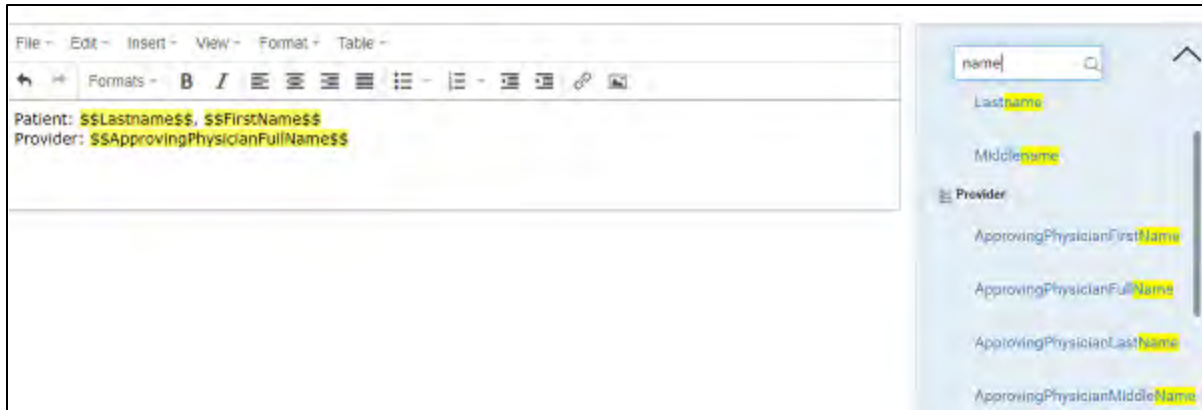 File Edit Insert View Format Table
Formats B I
Patient: $$Lastname$$, $$FirstName$$
Provider: $$ApprovingPhysicianFullName$$
name
Lastname
Middlename
Provider
ApprovingPhysicianFirstName
ApprovingPhysicianFullName
ApprovingPhysicianLastName
ApprovingPhysicianMiddleName